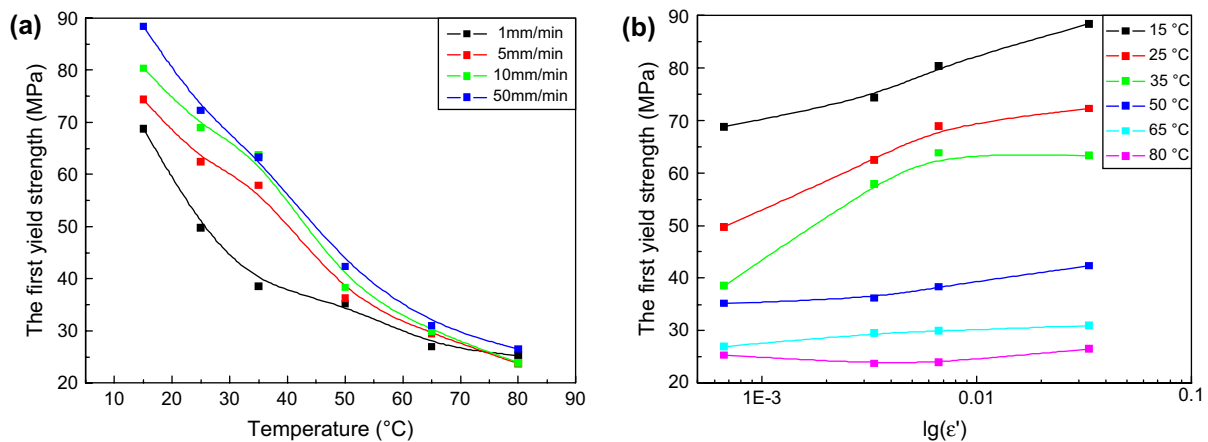 (a)
The first yield strength (MPa)
90
80
70
60
50
40
30
20
10
20
30
40
50
60
70
80
90
Temperature (°C)
1mm/min
5mm/min
10mm/min
50mm/min
(b)
The first yield strength (MPa)
90
80
70
60
50
40
30
20
1E-3
0.01
0.1
lg(ε')
15 °C
25 °C
35 °C
50 °C
65 °C
80 °C